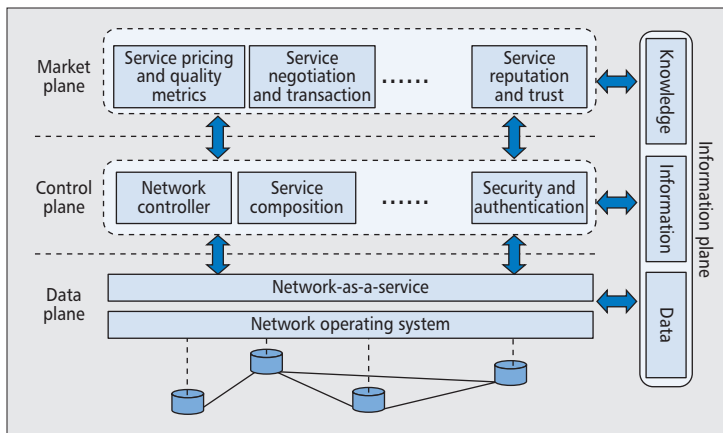 Market
plane
Service pricing
and quality
metrics
Service
negotiation
and transaction
......
Service
reputation
and trust
Control
plane
Network
controller
Service
composition
......
Security and
authentication
Data
plane
Network-as-a-service
Network operating system
Knowledge
Information
Data
Information plane